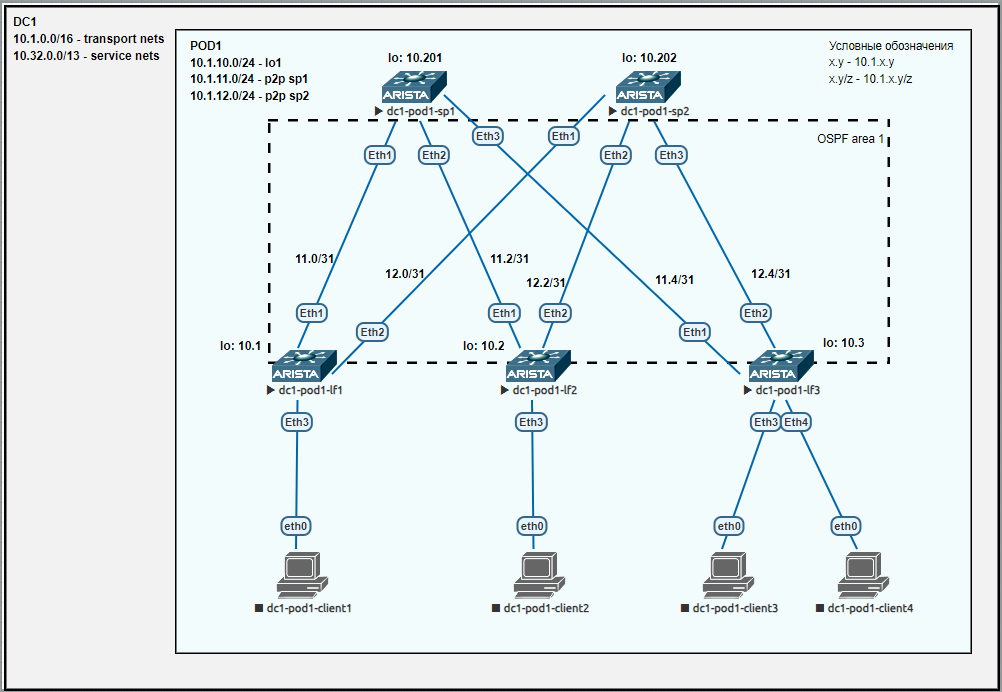 DC1
10.1.0.0/16 - transport nets
10.32.0.0/13 - service nets
POD1
10.1.10.0/24 - lo1
10.1.11.0/24 - p2p sp1
10.1.12.0/24 - p2p sp2
Условные обозначения
x.y - 10.1.x.y
x.y/z - 10.1.x.y/z
lo: 10.201
lo: 10.202
ARISTA
ARISTA
dc1-pod1-sp1
dc1-pod1-sp2
OSPF area 1
Eth3
Eth1
Eth1
Eth2
Eth2
Eth3
11.0/31
12.0/31
11.2/31
12.2/31
11.4/31
12.4/31
Eth1
Eth2
Eth1
Eth2
Eth1
Eth2
lo: 10.1
lo: 10.2
lo: 10.3
ARISTA
ARISTA
ARISTA
dc1-pod1-lf1
dc1-pod1-lf2
dc1-pod1-lf3
Eth3
Eth3
Eth3
Eth4
eth0
eth0
eth0
eth0
dc1-pod1-client1
dc1-pod1-client2
dc1-pod1-client3
dc1-pod1-client4